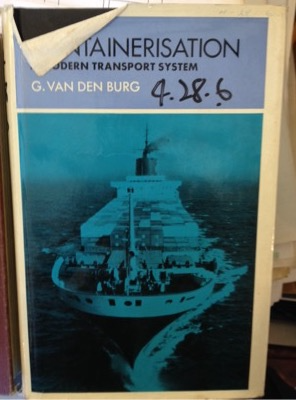 NTAINERISATION
ODERN TRANSPORT SYSTEM
G. VAN DEN BURG
4.28.6